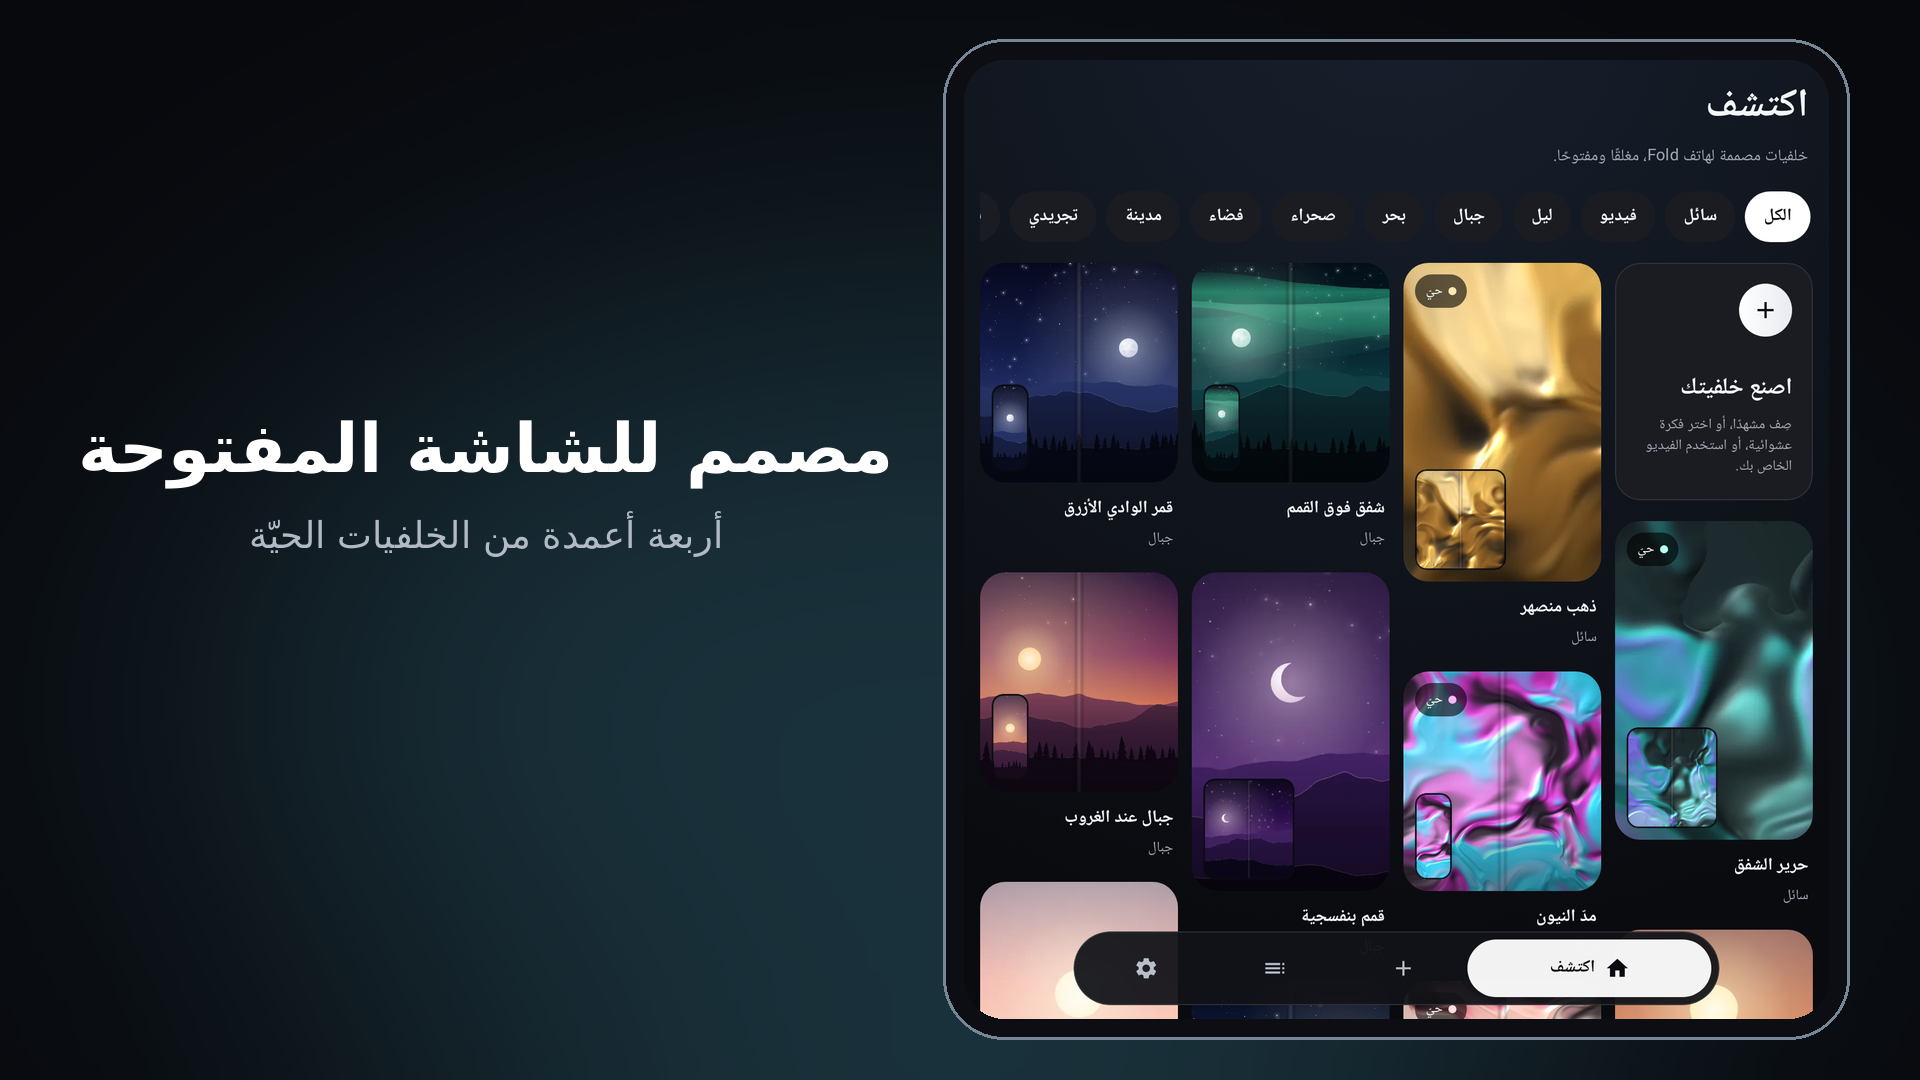 مصمم للشاشة المفتوحة
أربعة أعمدة من الخلفيات الحيّة
اكتشف
خلفيات مصممة لهاتف Fold، مغلقًا ومفتوحًا.
الكل
سائل
فيديو
ليل
جبال
بحر
صحراء
فضاء
مدينة
تجريدي
اصنع خلفيتك
صِف مشهدًا، أو اختر فكرة
عشوائية، أو استخدم الفيديو
الخاص بك.
حيّ
حرير الشفق
سائل
حيّ
ذهب منصهر
سائل
حيّ
مدّ النيون
حيّ
شفق فوق القمم
جبال
قمم بنفسجية
جبال
قمر الوادي الأزرق
جبال
جبال عند الغروب
جبال
اكتشف